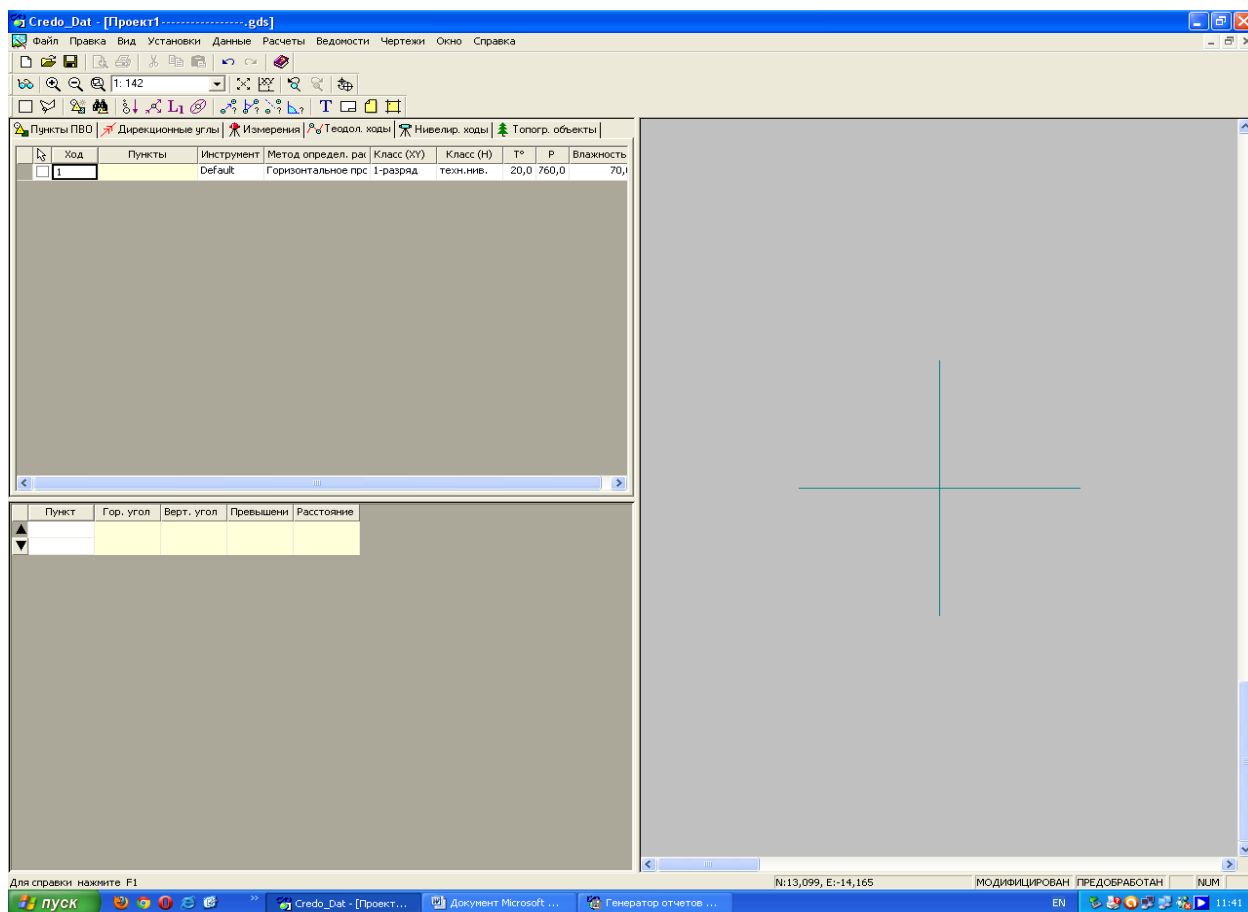 Credo_Dat - [Проект1-----------------.gds]
Файл Правка Вид Установки Данные Расчеты Ведомости Чертежи Окно Справка
1: 142
L1 T
Пункты ПВО Дирекционные углы Измерения Теодол. ходы Нивелир. ходы Топогр. объекты
Ход Пункты Инструмент Метод определ. рас Класс (XY) Класс (H) T° P Влажность
1 Default Горизонтальное про 1-разряд техн.нив. 20,0 760,0 70,
Пункт Гор. угол Верт. угол Превышени Расстояние
Для справки нажмите F1 N:13,099, E:-14,165 МОДИФИЦИРОВАН ПРЕДОБРАБОТАН NUM
пуск Credo_Dat - [Проект... Документ Microsoft ... Генератор отчетов ... EN 11:41